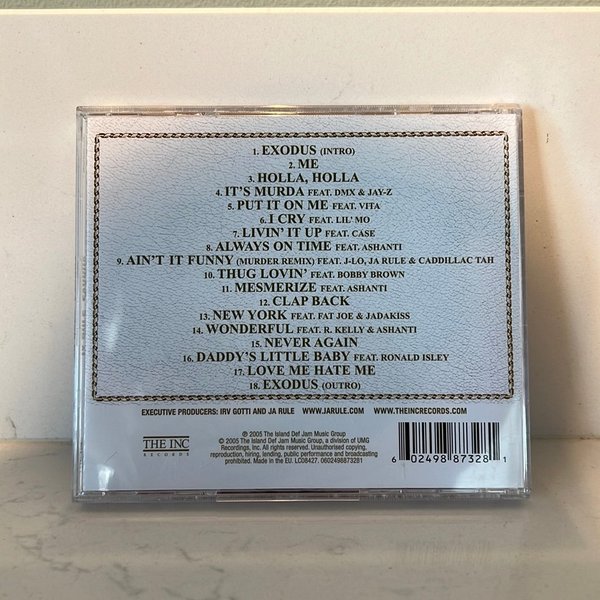 1. EXODUS (INTRO)
2. ME
3. HOLLA, HOLLA
4. IT'S MURDA FEAT. DMX & JAY-Z
5. PUT IT ON ME FEAT. VITA
6. I CRY FEAT. LIL' MO
7. LIVIN' IT UP FEAT. CASE
8. ALWAYS ON TIME FEAT. ASHANTI
9. AIN'T IT FUNNY (MURDER REMIX) FEAT. J-LO, JA RULE & CADDILLAC TAH
10. THUG LOVIN' FEAT. BOBBY BROWN
11. MESMERIZE FEAT. ASHANTI
12. CLAP BACK
13. NEW YORK FEAT. FAT JOE & JADAKISS
14. WONDERFUL FEAT. R. KELLY & ASHANTI
15. NEVER AGAIN
16. DADDY'S LITTLE BABY FEAT. RONALD ISLEY
17. LOVE ME HATE ME
18. EXODUS (OUTRO)
EXECUTIVE PRODUCERS: IRV GOTTI AND JA RULE WWW.JARULE.COM WWW.THEINCRECORDS.COM
THE INC
RECORDS
℗ 2005 The Island Def Jam Music Group
© 2005 The Island Def Jam Music Group, a division of UMG
Recordings, Inc. All rights reserved. Unauthorised copying,
reproduction, hiring, lending, public performance and broadcasting
prohibited. Made in the EU. LC08427. 0602498873281
6 02498 87328 1